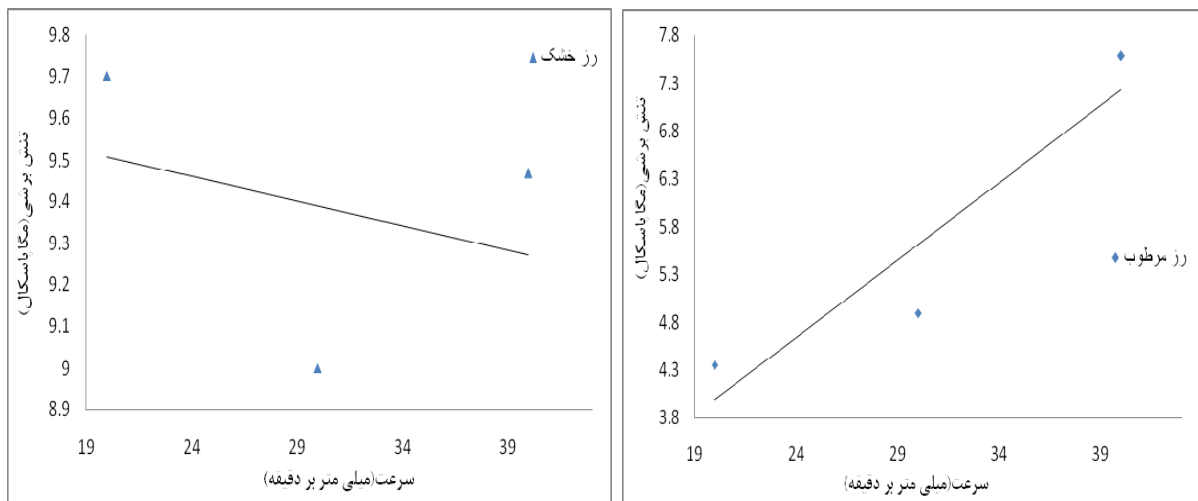 9.8
9.7
9.6
9.5
9.4
9.3
9.2
9.1
9
8.9
تنش برشی(مگاپاسکال)
رز خشک
19 24 29 34 39
سرعت(میلی متر بر دقیقه)
7.8
7.3
6.8
6.3
5.8
5.3
4.8
4.3
3.8
تنش برشی(مگاپاسکال)
رز مرطوب
19 24 29 34 39
سرعت(میلی متر بر دقیقه)